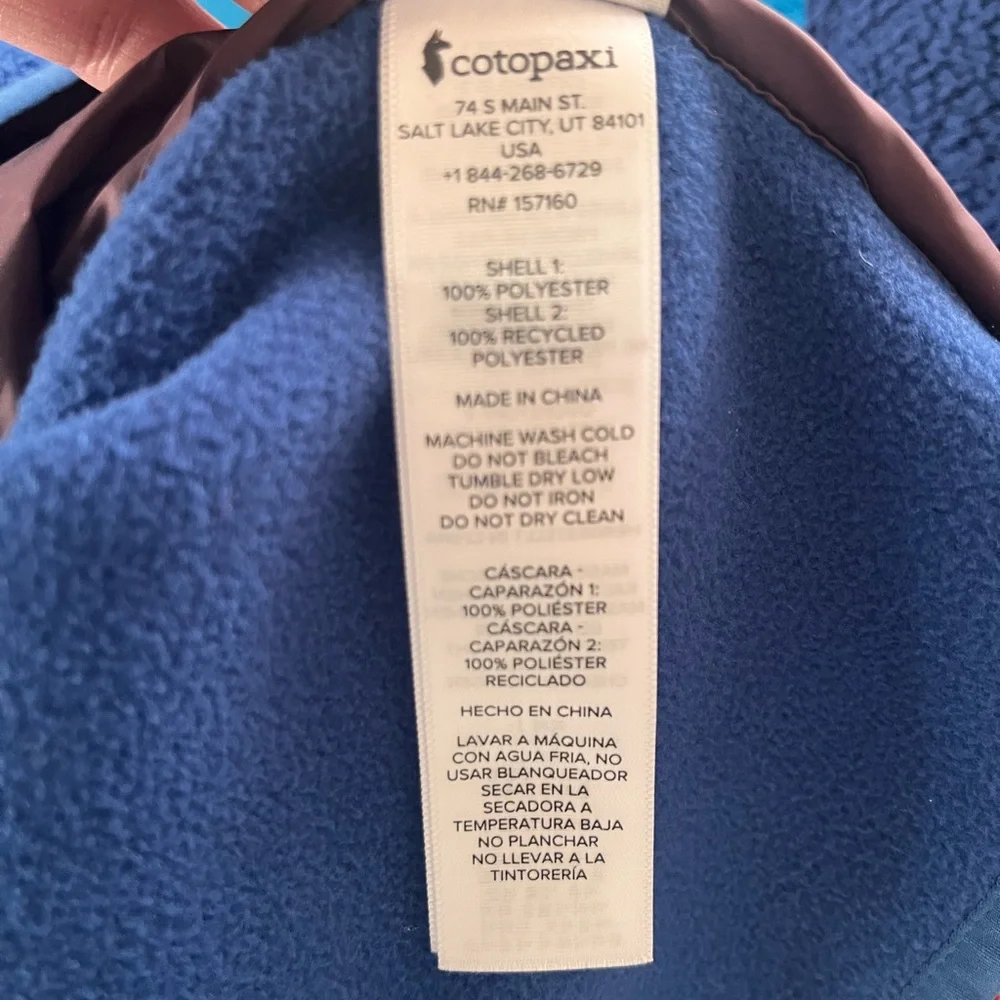 cotopaxi
74 S MAIN ST.
SALT LAKE CITY, UT 84101
USA
+1 844-268-6729
RN# 157160
SHELL 1:
100% POLYESTER
SHELL 2:
100% RECYCLED
POLYESTER
MADE IN CHINA
MACHINE WASH COLD
DO NOT BLEACH
TUMBLE DRY LOW
DO NOT IRON
DO NOT DRY CLEAN
CÁSCARA -
CAPARAZÓN 1:
100% POLIÉSTER
CÁSCARA -
CAPARAZÓN 2:
100% POLIÉSTER
RECICLADO
HECHO EN CHINA
LAVAR A MÁQUINA
CON AGUA FRIA, NO
USAR BLANQUEADOR
SECAR EN LA
SECADORA A
TEMPERATURA BAJA
NO PLANCHAR
NO LLEVAR A LA
TINTORERÍA